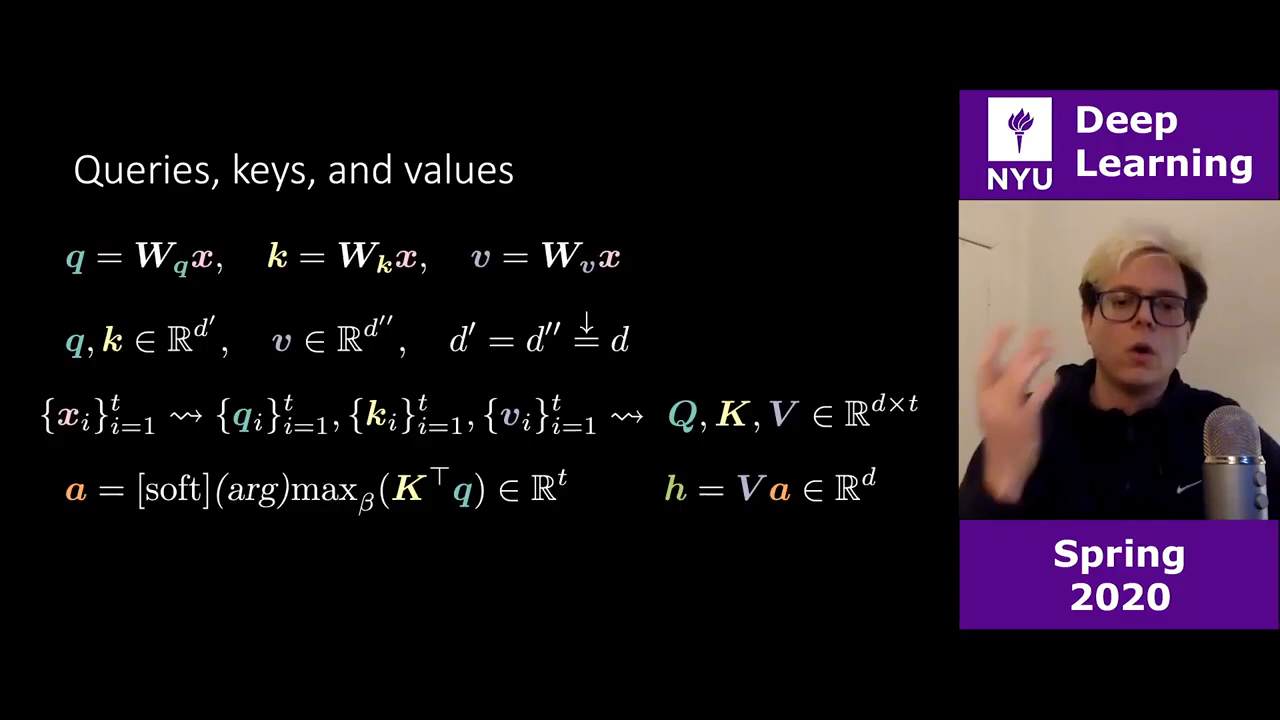 Queries, keys, and values
q = W_q x, k = W_k x, v = W_v x
q, k ∈ ℝ^{d′}, v ∈ ℝ^{d′′}, d′ = d′′ ≟{↓} d
{x_i}_{i=1}^t ⇝ {q_i}_{i=1}^t, {k_i}_{i=1}^t, {v_i}_{i=1}^t ⇝ Q, K, V ∈ ℝ^{d×t}
a = [soft](arg)max_β(K^⊤ q) ∈ ℝ^t h = V a ∈ ℝ^d
NYU
Deep
Learning
Spring
2020